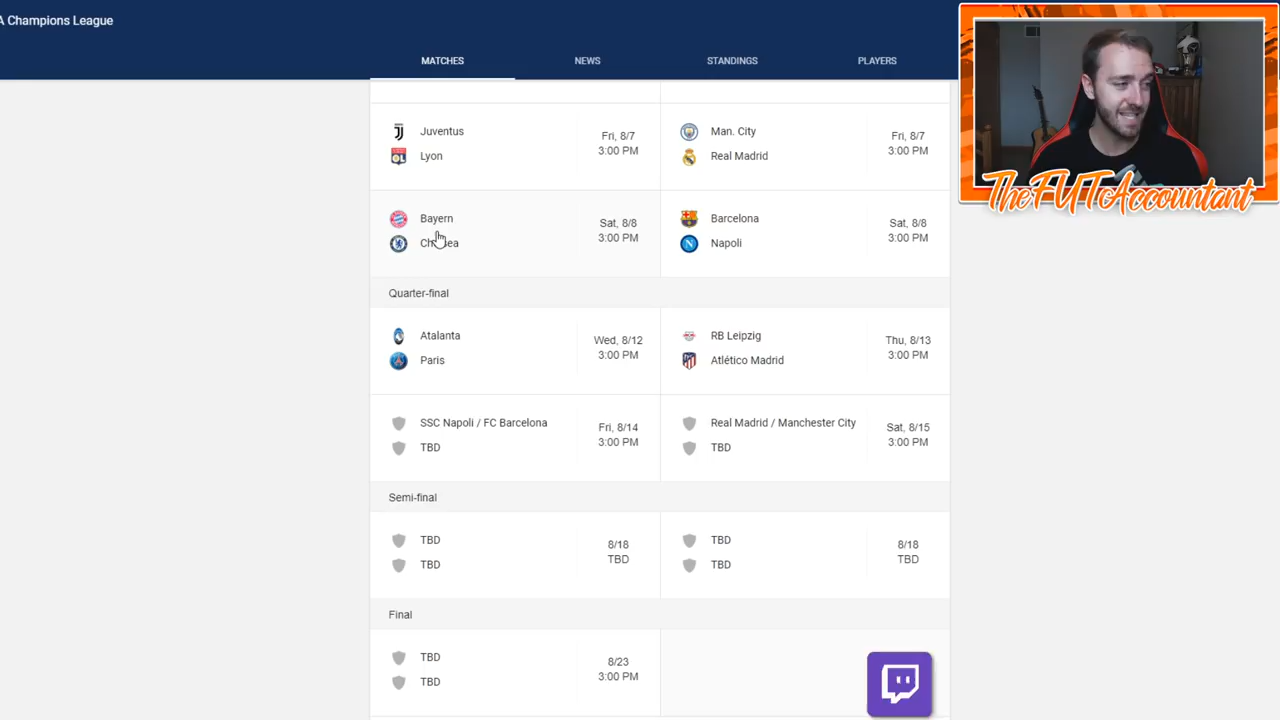 A Champions League
MATCHES
NEWS
STANDINGS
PLAYERS
Juventus
Lyon
Fri, 8/7
3:00 PM
Man. City
Real Madrid
Fri, 8/7
3:00 PM
Bayern
Chelsea
Sat, 8/8
3:00 PM
Barcelona
Napoli
Sat, 8/8
3:00 PM
Quarter-final
Atalanta
Paris
Wed, 8/12
3:00 PM
RB Leipzig
Atlético Madrid
Thu, 8/13
3:00 PM
SSC Napoli / FC Barcelona
TBD
Fri, 8/14
3:00 PM
Real Madrid / Manchester City
TBD
Sat, 8/15
3:00 PM
Semi-final
TBD
TBD
8/18
TBD
TBD
TBD
8/18
TBD
Final
TBD
TBD
8/23
3:00 PM
TheFUTAccountant